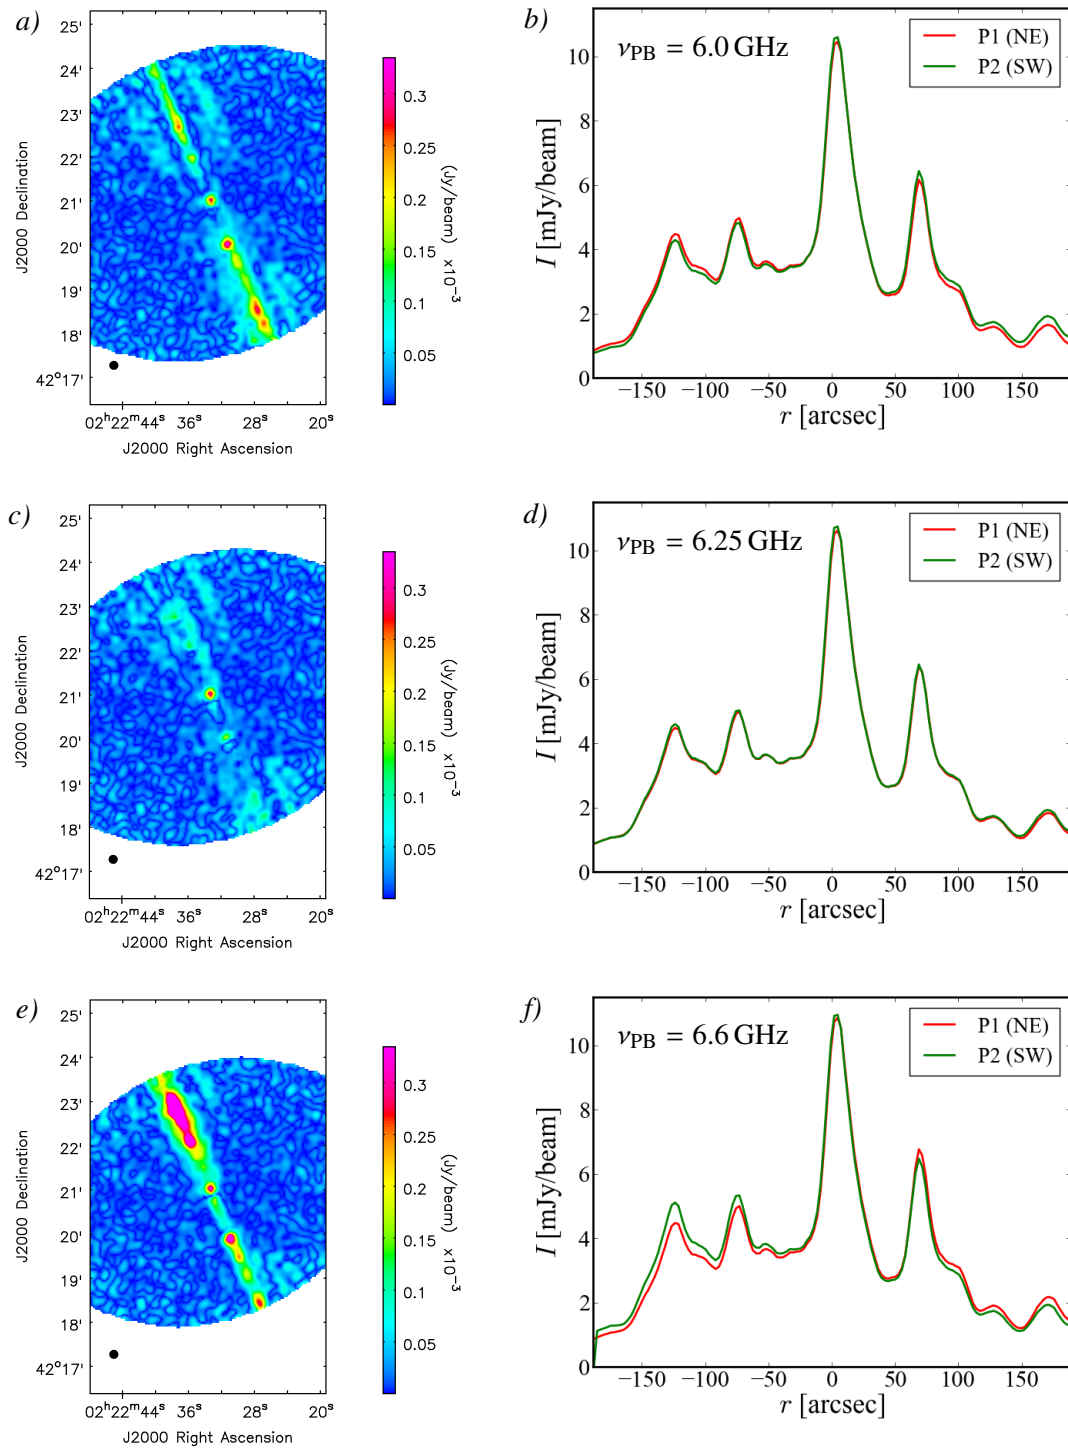 a)
25'
24'
23'
22'
21'
20'
19'
18'
42°17'
J2000 Declination
02ʰ22ᵐ44ˢ 36ˢ 28ˢ 20ˢ
J2000 Right Ascension
0.3
0.25
0.2
0.15
0.1
0.05
(Jy/beam) ×10⁻³
b)
νPB = 6.0 GHz
P1 (NE)
P2 (SW)
10
8
6
4
2
0
I [mJy/beam]
−150 −100 −50 0 50 100 150
r [arcsec]
c)
25'
24'
23'
22'
21'
20'
19'
18'
42°17'
J2000 Declination
02ʰ22ᵐ44ˢ 36ˢ 28ˢ 20ˢ
J2000 Right Ascension
0.3
0.25
0.2
0.15
0.1
0.05
(Jy/beam) ×10⁻³
d)
νPB = 6.25 GHz
P1 (NE)
P2 (SW)
10
8
6
4
2
0
I [mJy/beam]
−150 −100 −50 0 50 100 150
r [arcsec]
e)
25'
24'
23'
22'
21'
20'
19'
18'
42°17'
J2000 Declination
02ʰ22ᵐ44ˢ 36ˢ 28ˢ 20ˢ
J2000 Right Ascension
0.3
0.25
0.2
0.15
0.1
0.05
(Jy/beam) ×10⁻³
f)
νPB = 6.6 GHz
P1 (NE)
P2 (SW)
10
8
6
4
2
0
I [mJy/beam]
−150 −100 −50 0 50 100 150
r [arcsec]